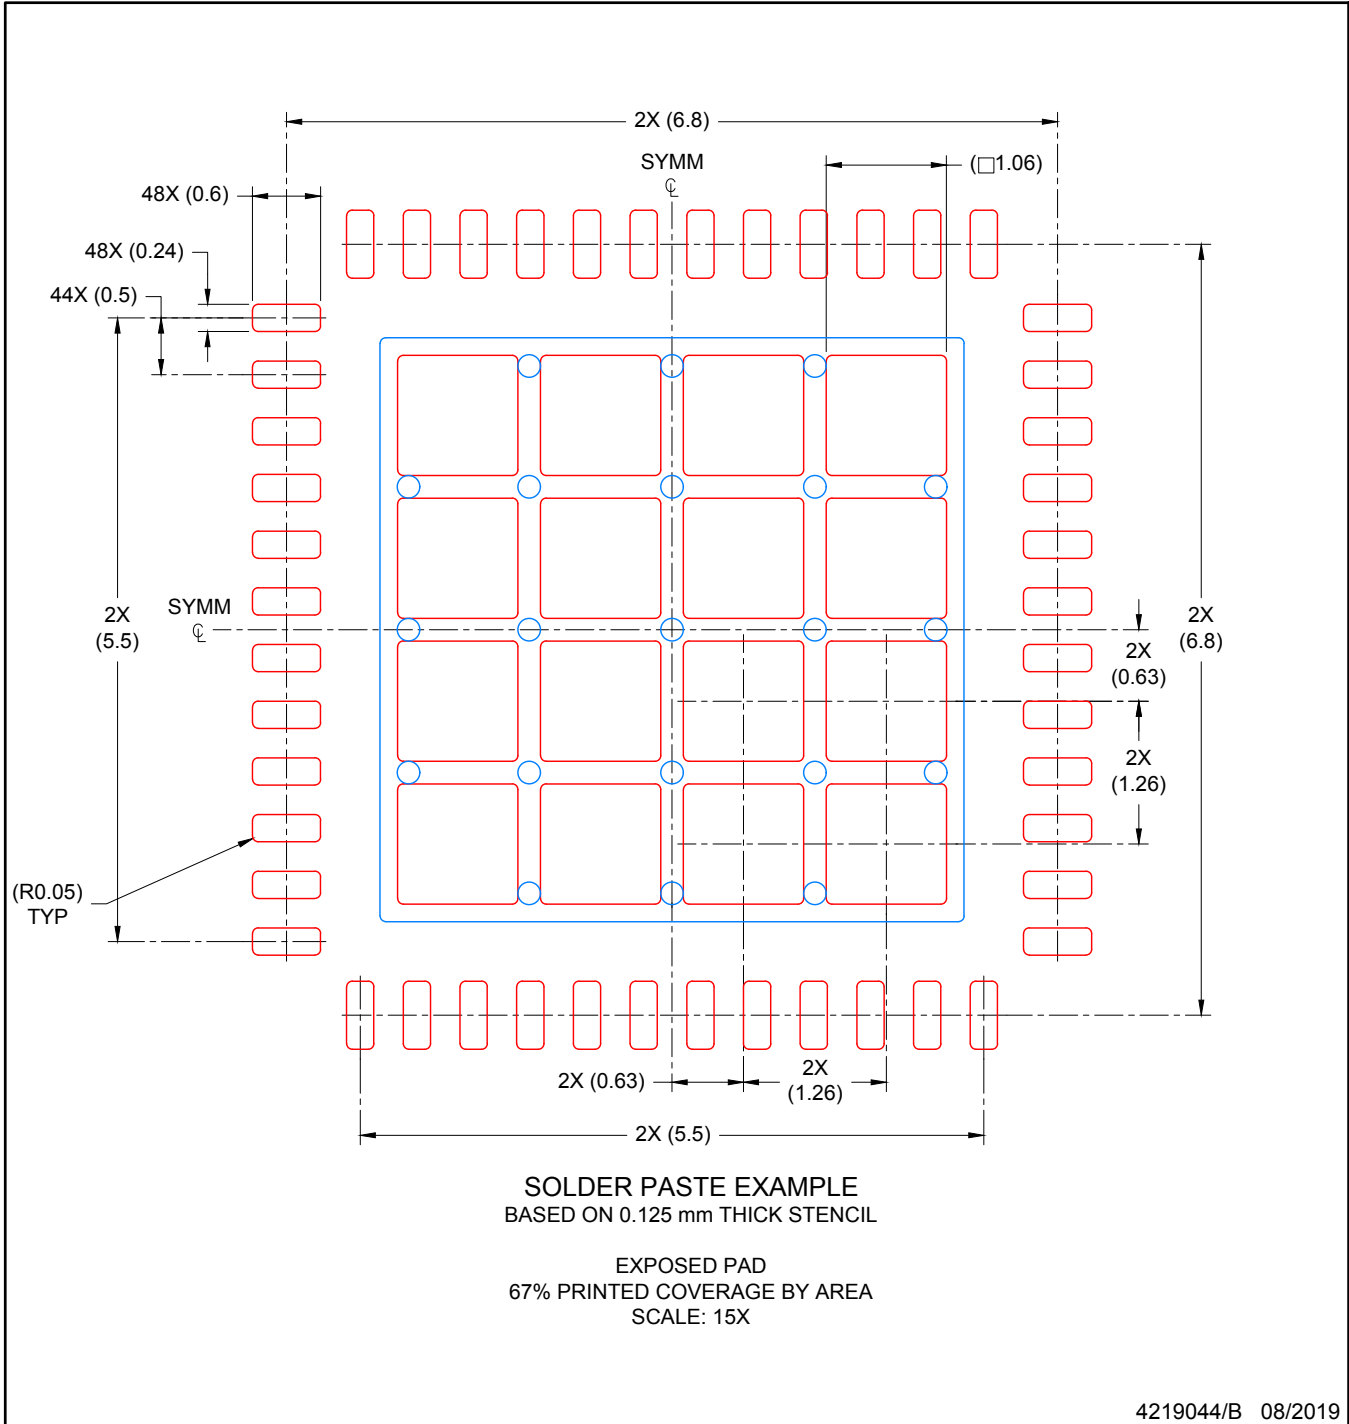 2X (6.8)
SYMM
℄
(□1.06)
48X (0.6)
48X (0.24)
44X (0.5)
2X
(5.5)
SYMM
℄
2X
(0.63)
2X
(6.8)
2X
(1.26)
(R0.05)
TYP
2X (0.63)
2X
(1.26)
2X (5.5)
SOLDER PASTE EXAMPLE
BASED ON 0.125 mm THICK STENCIL
EXPOSED PAD
67% PRINTED COVERAGE BY AREA
SCALE: 15X
4219044/B 08/2019